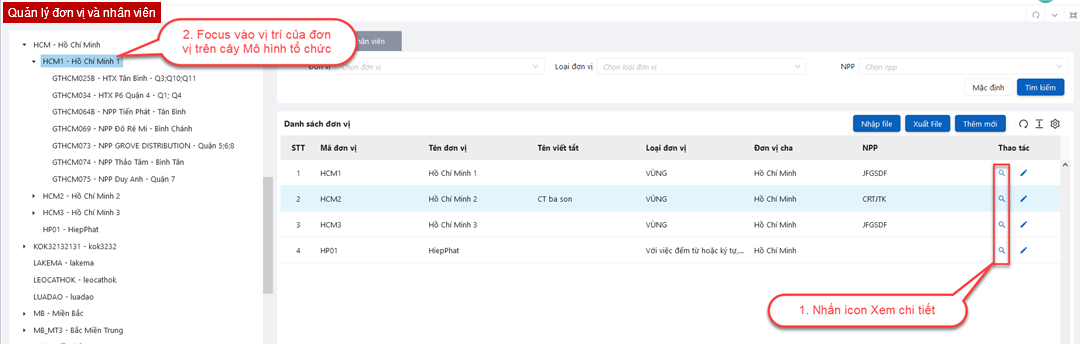 Quản lý đơn vị và nhân viên
2. Focus vào vị trí của đơn
vị trên cây Mô hình tổ chức
HCM - Hồ Chí Minh
HCM1 - Hồ Chí Minh 1
GTHCM025B - HTX Tân Bình - Q3;Q10;Q11
GTHCM034 - HTX P6 Quận 4 - Q1; Q4
GTHCM064B - NPP Tiến Phát - Tân Bình
GTHCM069 - NPP Đô Rê Mi - Bình Chánh
GTHCM073 - NPP GROVE DISTRIBUTION - Quận 5;6;8
GTHCM074 - NPP Thảo Tâm - Bình Tân
GTHCM075 - NPP Duy Anh - Quận 7
HCM2 - Hồ Chí Minh 2
HCM3 - Hồ Chí Minh 3
HP01 - HiepPhat
KOK32132131 - kok3232
LAKEMA - lakema
LEOCATHOK - leocathok
LUADAO - luadao
MB - Miền Bắc
MB_MT3 - Bắc Miền Trung
nhân viên
Đơn vị Chọn đơn vị Loại đơn vị Chọn loại đơn vị NPP Chọn npp
Mặc định Tìm kiếm
Danh sách đơn vị Nhập file Xuất File Thêm mới
STT Mã đơn vị Tên đơn vị Tên viết tắt Loại đơn vị Đơn vị cha NPP Thao tác
1 HCM1 Hồ Chí Minh 1 VÙNG Hồ Chí Minh JFGSDF
2 HCM2 Hồ Chí Minh 2 CT ba son VÙNG Hồ Chí Minh CRTJTK
3 HCM3 Hồ Chí Minh 3 VÙNG Hồ Chí Minh JFGSDF
4 HP01 HiepPhat Với việc đếm từ hoặc ký tự,... Hồ Chí Minh
1. Nhấn icon Xem chi tiết